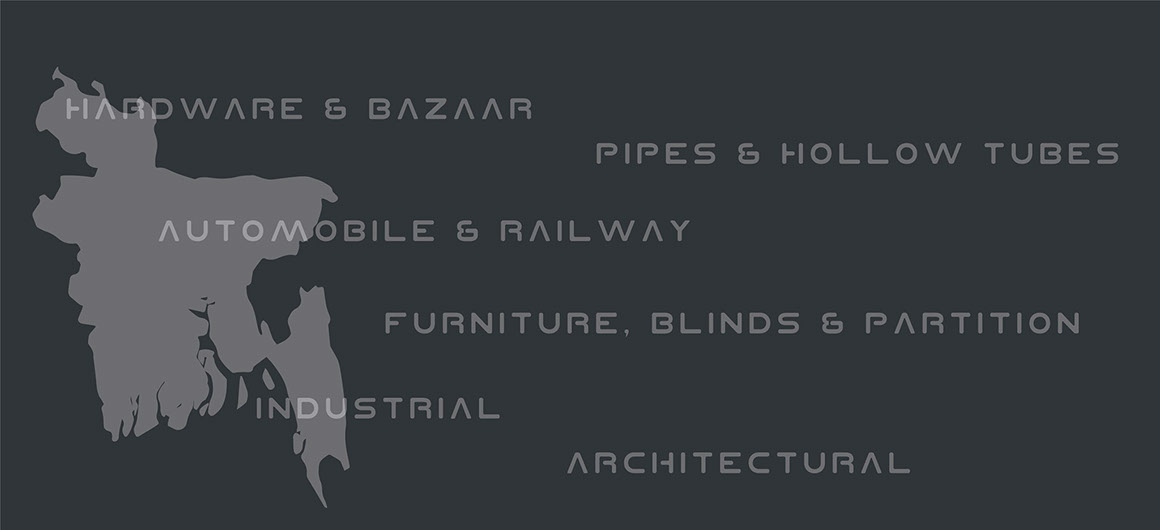 HARDWARE & BAZAAR
PIPES & HOLLOW TUBES
AUTOMOBILE & RAILWAY
FURNITURE, BLINDS & PARTITION
INDUSTRIAL
ARCHITECTURAL